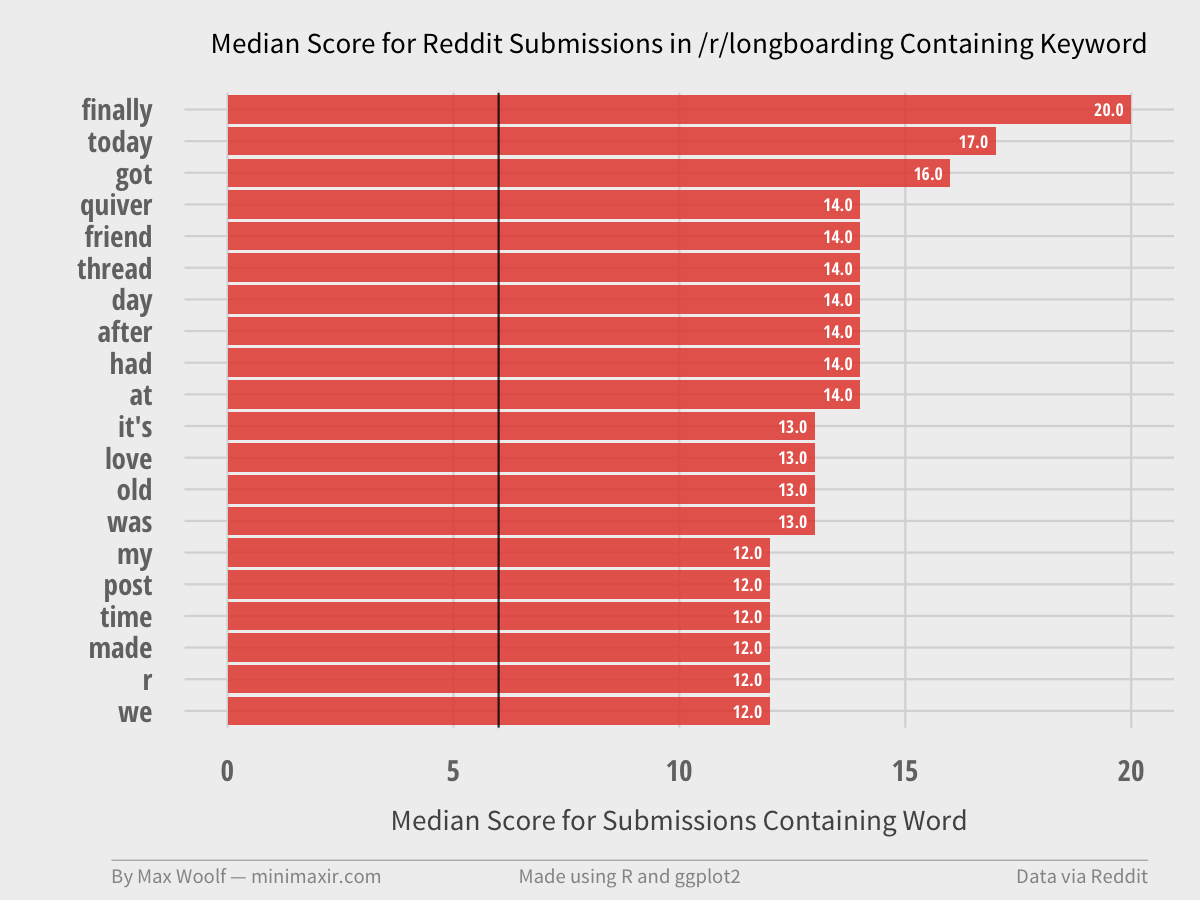 Median Score for Reddit Submissions in /r/longboarding Containing Keyword
finally 20.0
today 17.0
got 16.0
quiver 14.0
friend 14.0
thread 14.0
day 14.0
after 14.0
had 14.0
at 14.0
it's 13.0
love 13.0
old 13.0
was 13.0
my 12.0
post 12.0
time 12.0
made 12.0
r 12.0
we 12.0
0 5 10 15 20
Median Score for Submissions Containing Word
By Max Woolf — minimaxir.com Made using R and ggplot2 Data via Reddit